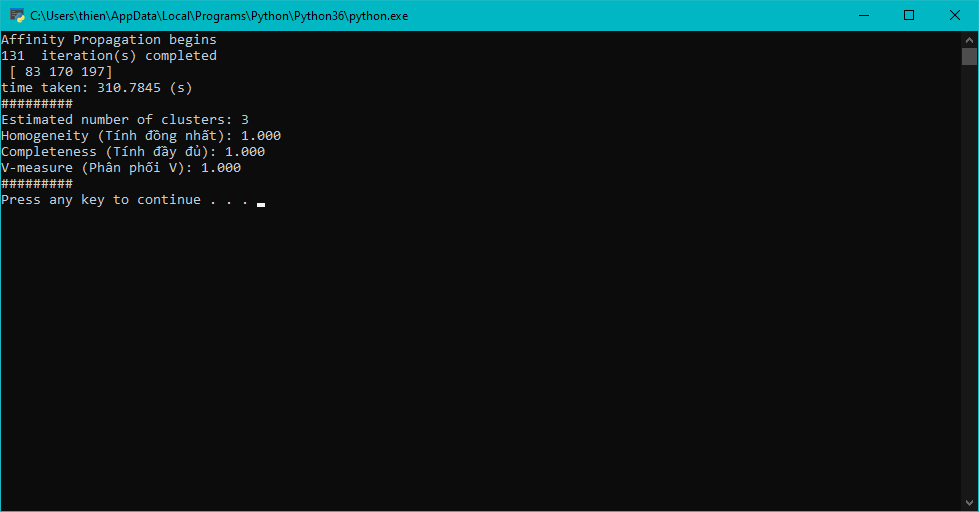 C:\Users\thien\AppData\Local\Programs\Python\Python36\python.exe
Affinity Propagation begins
131  iteration(s) completed
 [ 83 170 197]
time taken: 310.7845 (s)
#########
Estimated number of clusters: 3
Homogeneity (Tính đồng nhất): 1.000
Completeness (Tính đầy đủ): 1.000
V-measure (Phân phối V): 1.000
#########
Press any key to continue . . .